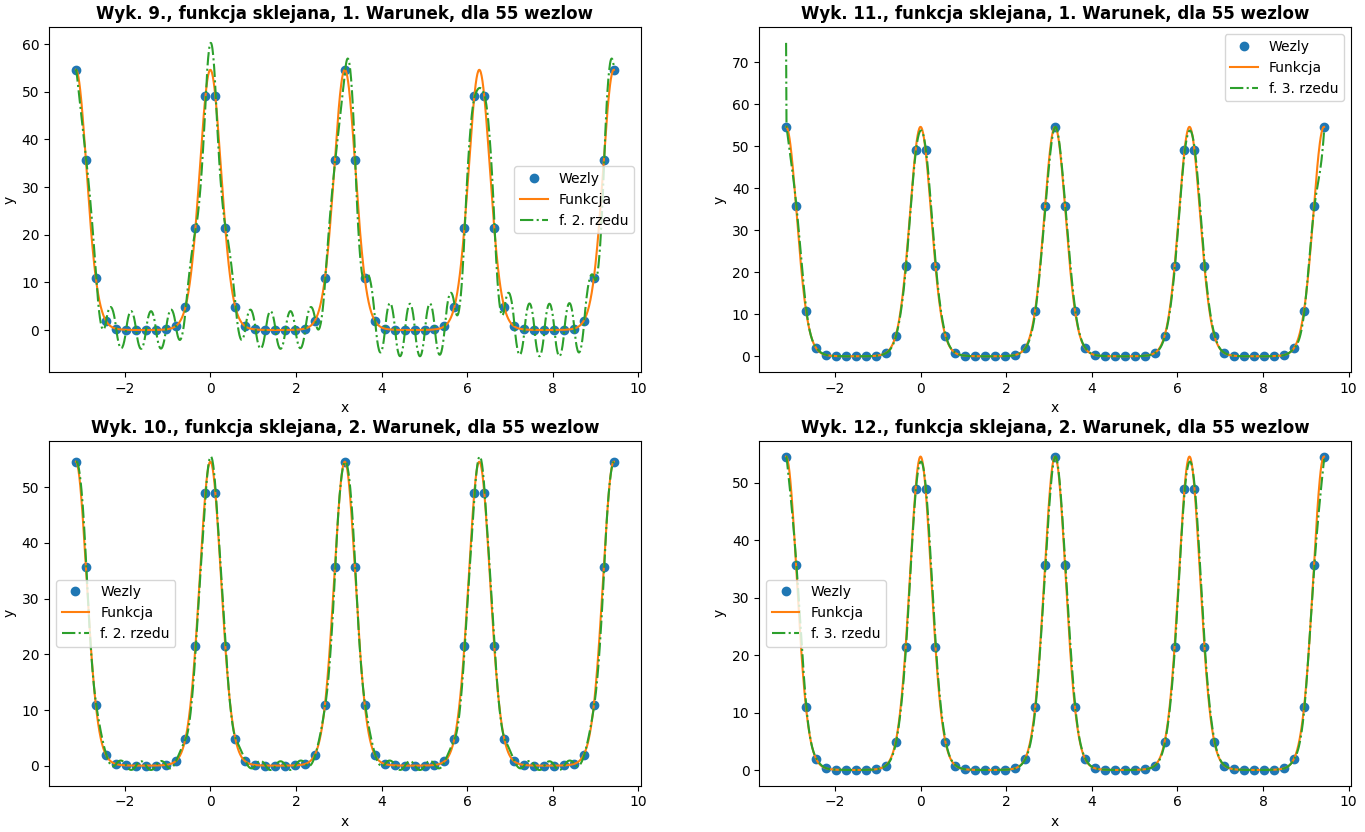 Wyk. 9., funkcja sklejana, 1. Warunek, dla 55 wezlow
60
50
40
30
20
10
0
y
Wezly
Funkcja
f. 2. rzedu
−2
0
2
4
6
8
10
x
Wyk. 11., funkcja sklejana, 1. Warunek, dla 55 wezlow
70
60
50
40
30
20
10
0
y
Wezly
Funkcja
f. 3. rzedu
−2
0
2
4
6
8
10
x
Wyk. 10., funkcja sklejana, 2. Warunek, dla 55 wezlow
50
40
30
20
10
0
y
Wezly
Funkcja
f. 2. rzedu
−2
0
2
4
6
8
10
x
Wyk. 12., funkcja sklejana, 2. Warunek, dla 55 wezlow
50
40
30
20
10
0
y
Wezly
Funkcja
f. 3. rzedu
−2
0
2
4
6
8
10
x